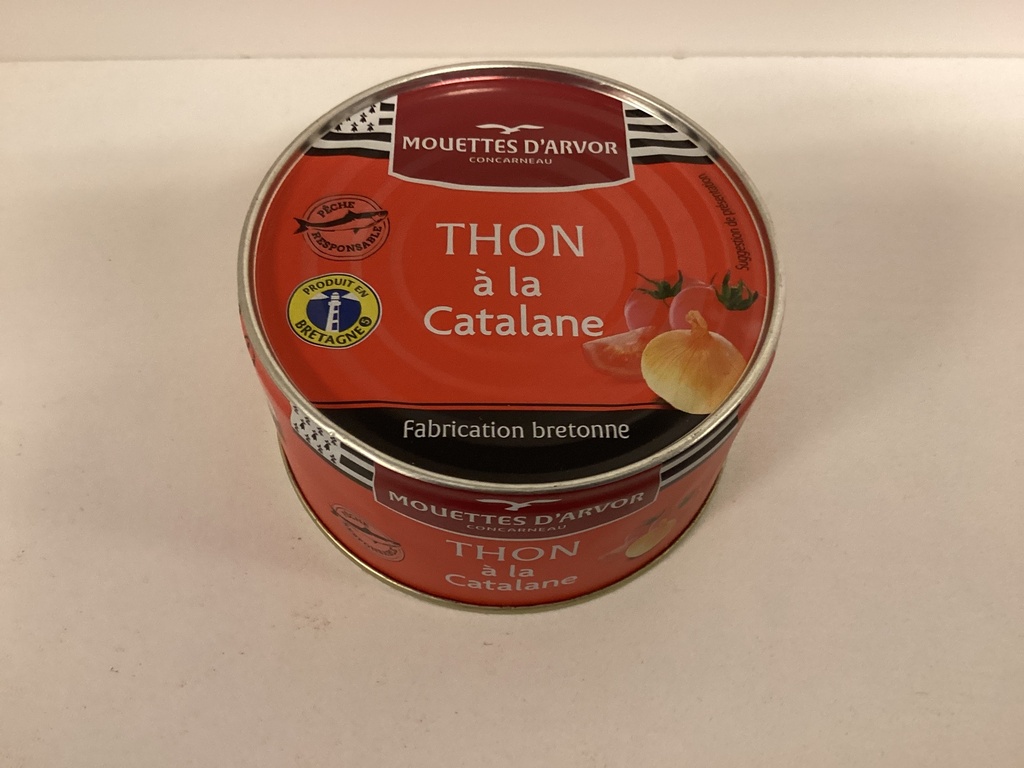 MOUETTES D'ARVOR
CONCARNEAU
PÊCHE
RESPONSABLE
THON
à la
Catalane
Suggestion de présentation
PRODUIT EN
BRETAGNE
Fabrication bretonne
MOUETTES D'ARVOR
CONCARNEAU
THON
à la
Catalane